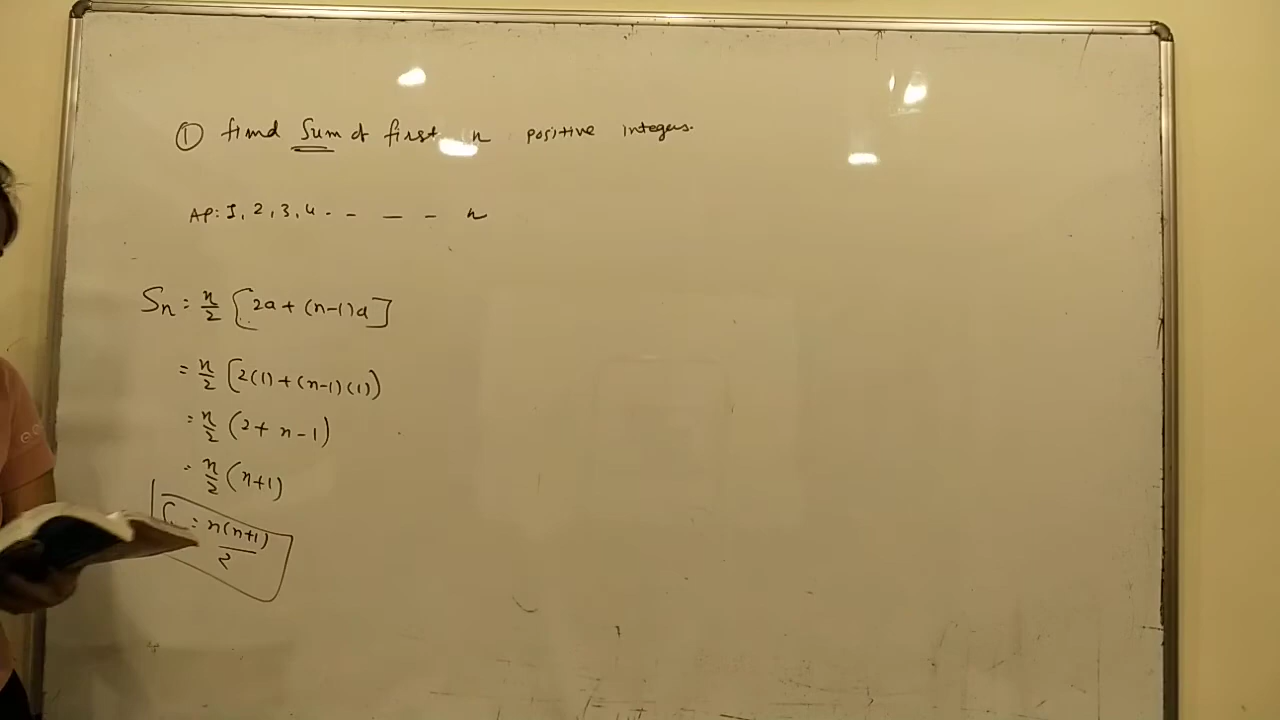 ① find Sum of first n positive integers.
AP: 1, 2, 3, 4 - - — - n
Sn = n/2 [2a + (n-1)d]
= n/2 [2(1) + (n-1)(1))
= n/2 (2 + n - 1)
= n/2 (n+1)
= n(n+1)/2